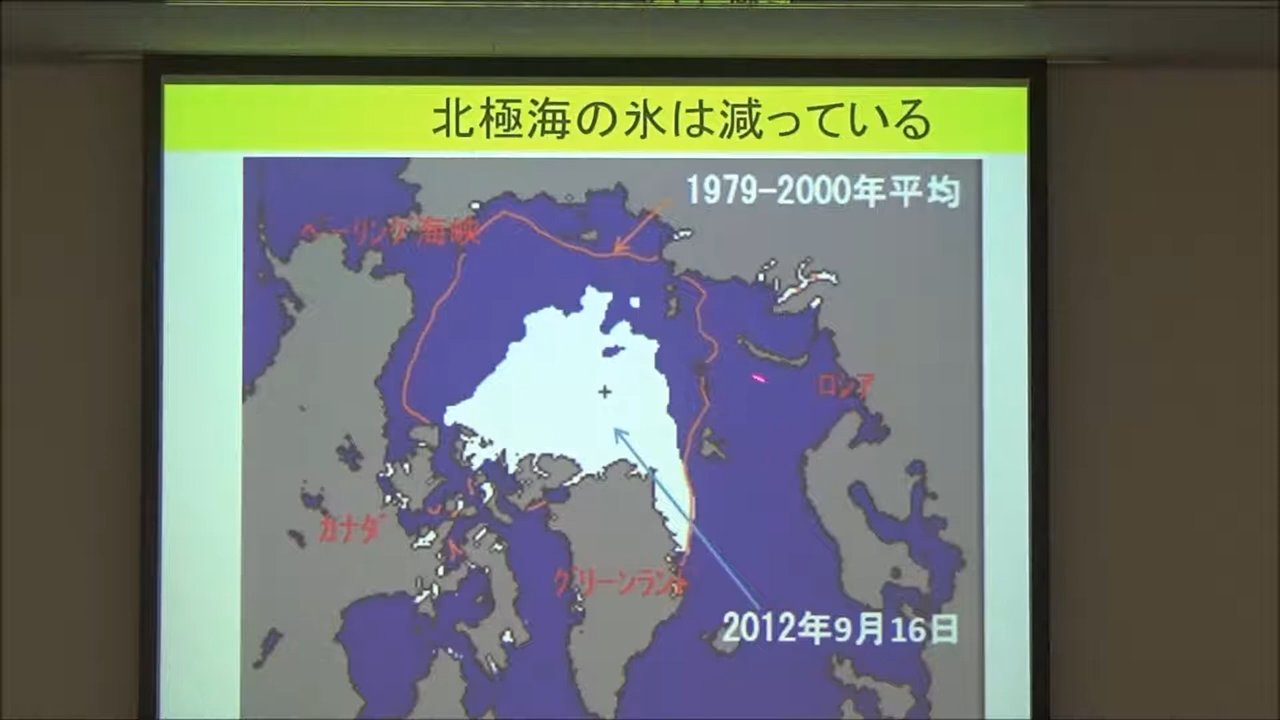 北極海の氷は減っている
1979-2000年平均
ベーリング海峡
ロシア
カナダ
グリーンランド
2012年9月16日